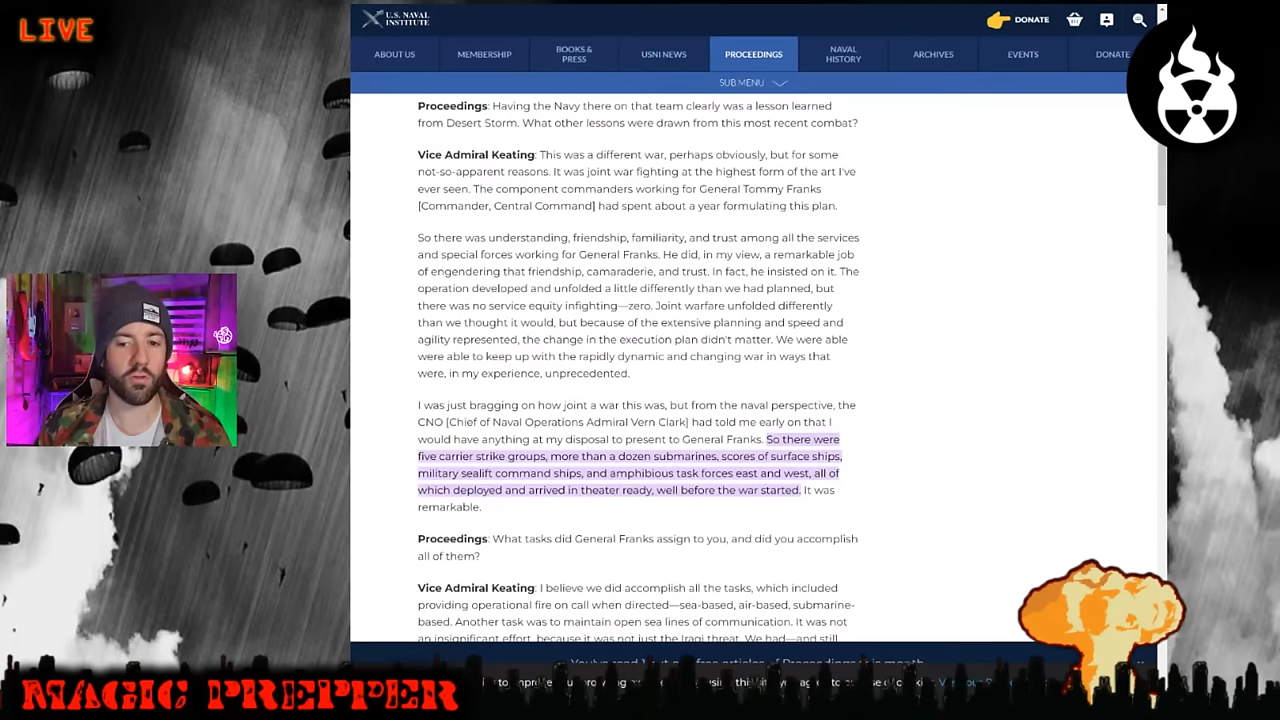 LIVE
U.S. NAVAL
INSTITUTE
DONATE
ABOUT US
MEMBERSHIP
BOOKS &
PRESS
USNI NEWS
PROCEEDINGS
NAVAL
HISTORY
ARCHIVES
EVENTS
DONATE
SUB MENU
Proceedings: Having the Navy there on that team clearly was a lesson learned
from Desert Storm. What other lessons were drawn from this most recent combat?
Vice Admiral Keating: This was a different war, perhaps obviously, but for some
not-so-apparent reasons. It was joint war fighting at the highest form of the art I've
ever seen. The component commanders working for General Tommy Franks
[Commander, Central Command] had spent about a year formulating this plan.
So there was understanding, friendship, familiarity, and trust among all the services
and special forces working for General Franks. He did, in my view, a remarkable job
of engendering that friendship, camaraderie, and trust. In fact, he insisted on it. The
operation developed and unfolded a little differently than we had planned, but
there was no service equity infighting—zero. Joint warfare unfolded differently
than we thought it would, but because of the extensive planning and speed and
agility represented, the change in the execution plan didn't matter. We were able
were able to keep up with the rapidly dynamic and changing war in ways that
were, in my experience, unprecedented.
I was just bragging on how joint a war this was, but from the naval perspective, the
CNO [Chief of Naval Operations Admiral Vern Clark] had told me early on that I
would have anything at my disposal to present to General Franks. So there were
five carrier strike groups, more than a dozen submarines, scores of surface ships,
military sealift command ships, and amphibious task forces east and west, all of
which deployed and arrived in theater ready, well before the war started. It was
remarkable.
Proceedings: What tasks did General Franks assign to you, and did you accomplish
all of them?
Vice Admiral Keating: I believe we did accomplish all the tasks, which included
providing operational fire on call when directed—sea-based, air-based, submarine-
based. Another task was to maintain open sea lines of communication. It was not
an insignificant effort, because it was not just the Iraqi threat. We had—and still
MAGIC PREPPER